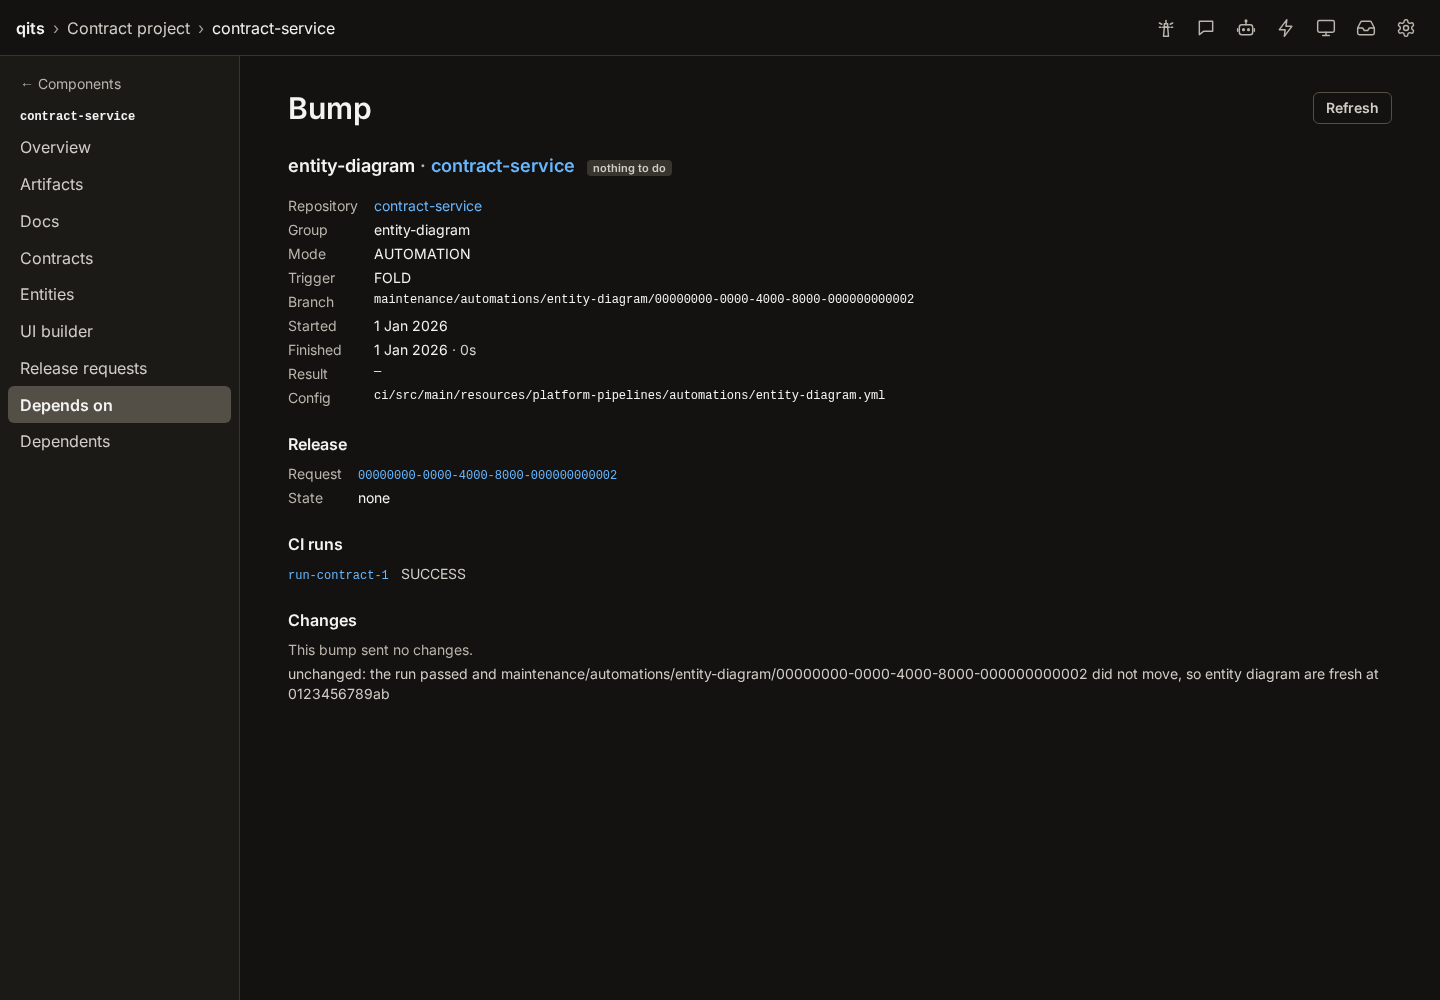 qits › Contract project › contract-service
← Components
contract-service
Overview
Artifacts
Docs
Contracts
Entities
UI builder
Release requests
Depends on
Dependents
Bump
Refresh
entity-diagram · contract-service nothing to do
Repository contract-service
Group entity-diagram
Mode AUTOMATION
Trigger FOLD
Branch maintenance/automations/entity-diagram/00000000-0000-4000-8000-000000000002
Started 1 Jan 2026
Finished 1 Jan 2026 · 0s
Result –
Config ci/src/main/resources/platform-pipelines/automations/entity-diagram.yml
Release
Request 00000000-0000-4000-8000-000000000002
State none
CI runs
run-contract-1 SUCCESS
Changes
This bump sent no changes.
unchanged: the run passed and maintenance/automations/entity-diagram/00000000-0000-4000-8000-000000000002 did not move, so entity diagram are fresh at
0123456789ab